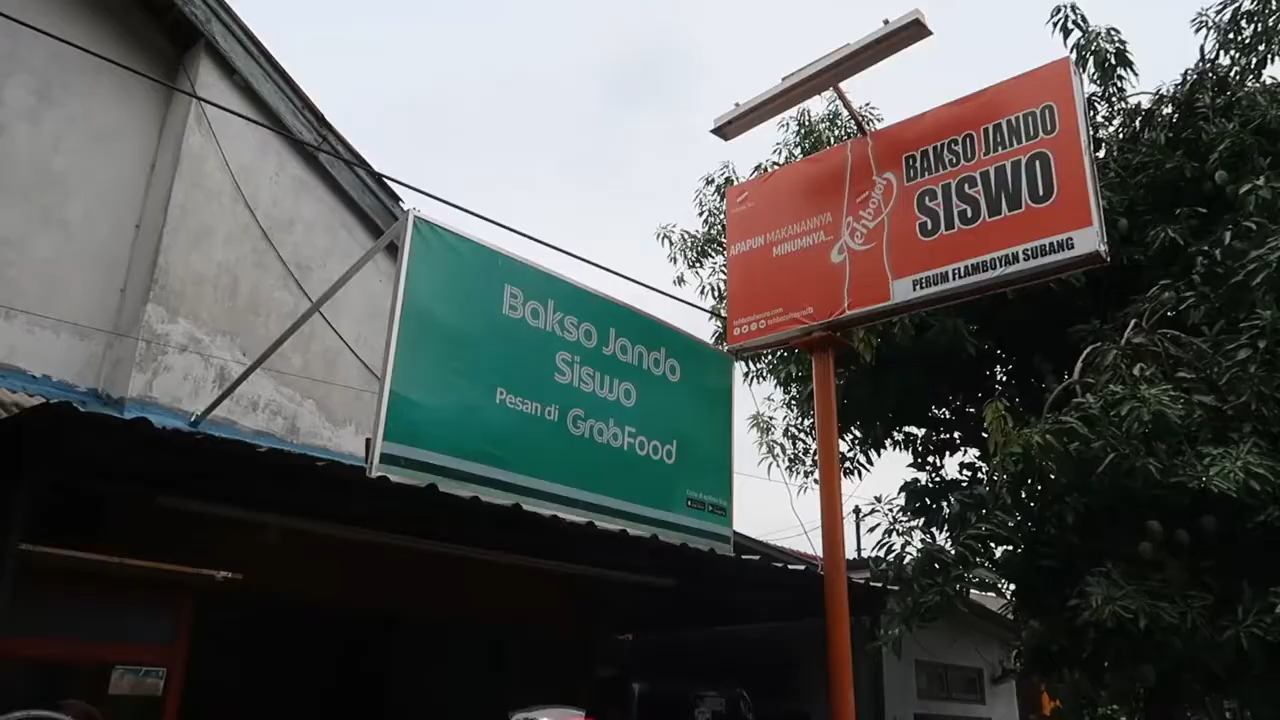 Bakso Jando
Siswo
Pesan di GrabFood
APAPUN MAKANANNYA
MINUMNYA...
Tehbotol
BAKSO JANDO
SISWO
PERUM FLAMBOYAN SUBANG